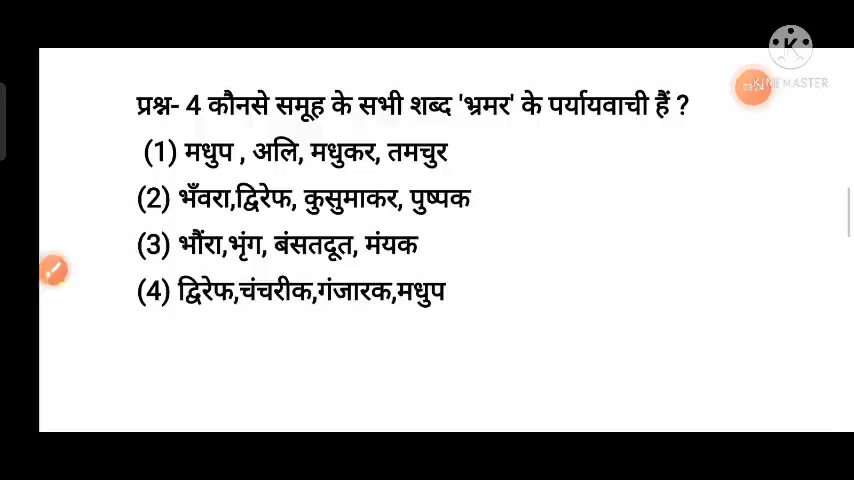 KINEMASTER
प्रश्न- 4 कौनसे समूह के सभी शब्द 'भ्रमर' के पर्यायवाची हैं ?
(1) मधुप , अलि, मधुकर, तमचुर
(2) भँवरा,द्विरेफ, कुसुमाकर, पुष्पक
(3) भौंरा,भृंग, बंसतदूत, मंयक
(4) द्विरेफ,चंचरीक,गंजारक,मधुप